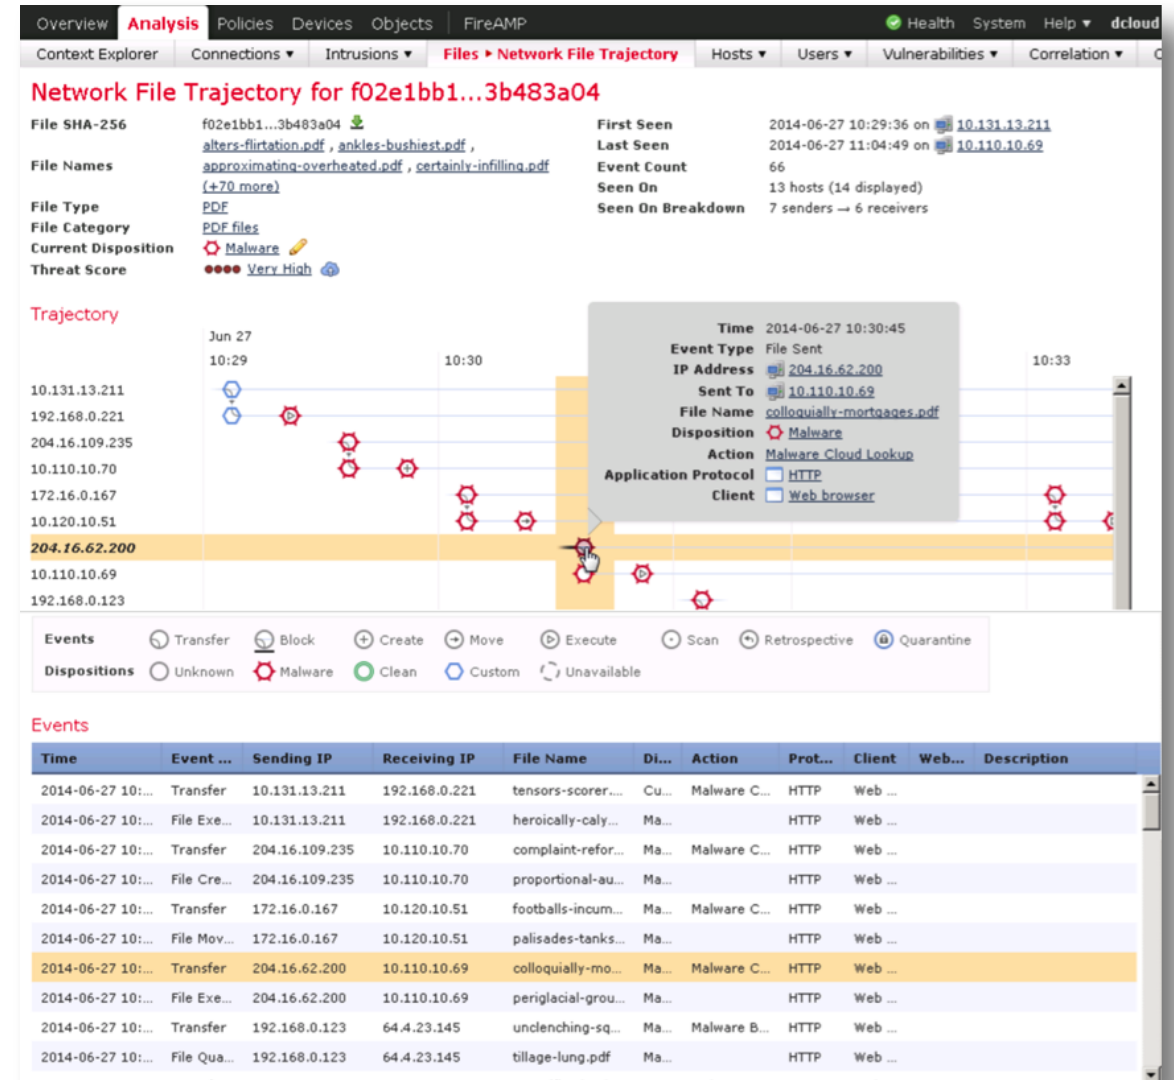 Overview Analysis Policies Devices Objects FireAMP Health System Help ▾ dcloud
Context Explorer Connections ▾ Intrusions ▾ Files ▸ Network File Trajectory Hosts ▾ Users ▾ Vulnerabilities ▾ Correlation ▾
Network File Trajectory for f02e1bb1...3b483a04
File SHA-256 f02e1bb1...3b483a04 First Seen 2014-06-27 10:29:36 on 10.131.13.211
alters-flirtation.pdf , ankles-bushiest.pdf , Last Seen 2014-06-27 11:04:49 on 10.110.10.69
File Names approximating-overheated.pdf , certainly-infilling.pdf Event Count 66
(+70 more) Seen On 13 hosts (14 displayed)
File Type PDF Seen On Breakdown 7 senders → 6 receivers
File Category PDF files
Current Disposition Malware
Threat Score Very High
Trajectory
Jun 27
10:29 10:30 10:33
Time 2014-06-27 10:30:45
Event Type File Sent
IP Address 204.16.62.200
Sent To 10.110.10.69
File Name colloquially-mortgages.pdf
Disposition Malware
Action Malware Cloud Lookup
Application Protocol HTTP
Client Web browser
10.131.13.211
192.168.0.221
204.16.109.235
10.110.10.70
172.16.0.167
10.120.10.51
204.16.62.200
10.110.10.69
192.168.0.123
Events Transfer Block Create Move Execute Scan Retrospective Quarantine
Dispositions Unknown Malware Clean Custom Unavailable
Events
Time Event ... Sending IP Receiving IP File Name Di... Action Prot... Client Web... Description
2014-06-27 10:... Transfer 10.131.13.211 192.168.0.221 tensors-scorer.... Cu... Malware C... HTTP Web ...
2014-06-27 10:... File Exe... 10.131.13.211 192.168.0.221 heroically-caly... Ma... HTTP Web ...
2014-06-27 10:... Transfer 204.16.109.235 10.110.10.70 complaint-refor... Ma... Malware C... HTTP Web ...
2014-06-27 10:... File Cre... 204.16.109.235 10.110.10.70 proportional-au... Ma... HTTP Web ...
2014-06-27 10:... Transfer 172.16.0.167 10.120.10.51 footballs-incum... Ma... Malware C... HTTP Web ...
2014-06-27 10:... File Mov... 172.16.0.167 10.120.10.51 palisades-tanks... Ma... HTTP Web ...
2014-06-27 10:... Transfer 204.16.62.200 10.110.10.69 colloquially-mo... Ma... Malware C... HTTP Web ...
2014-06-27 10:... File Exe... 204.16.62.200 10.110.10.69 periglacial-grou... Ma... HTTP Web ...
2014-06-27 10:... Transfer 192.168.0.123 64.4.23.145 unclenching-sq... Ma... Malware B... HTTP Web ...
2014-06-27 10:... File Qua... 192.168.0.123 64.4.23.145 tillage-lung.pdf Ma... HTTP Web ...